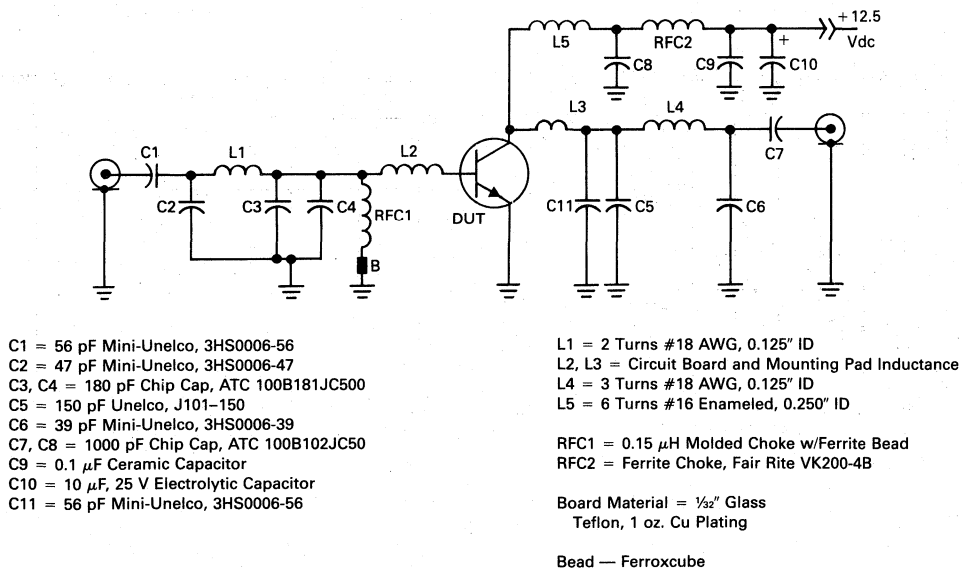 +12.5
Vdc
L5
RFC2
C8
C9
+
C10
L3
L4
C7
C1
L1
L2
C2
C3
C4
RFC1
DUT
C11
C5
C6
B
C1 = 56 pF Mini-Unelco, 3HS0006-56
C2 = 47 pF Mini-Unelco, 3HS0006-47
C3, C4 = 180 pF Chip Cap, ATC 100B181JC500
C5 = 150 pF Unelco, J101–150
C6 = 39 pF Mini-Unelco, 3HS0006-39
C7, C8 = 1000 pF Chip Cap, ATC 100B102JC50
C9 = 0.1 μF Ceramic Capacitor
C10 = 10 μF, 25 V Electrolytic Capacitor
C11 = 56 pF Mini-Unelco, 3HS0006-56
L1 = 2 Turns #18 AWG, 0.125″ ID
L2, L3 = Circuit Board and Mounting Pad Inductance
L4 = 3 Turns #18 AWG, 0.125″ ID
L5 = 6 Turns #16 Enameled, 0.250″ ID
RFC1 = 0.15 μH Molded Choke w/Ferrite Bead
RFC2 = Ferrite Choke, Fair Rite VK200-4B
Board Material = 1/32″ Glass
Teflon, 1 oz. Cu Plating
Bead — Ferroxcube